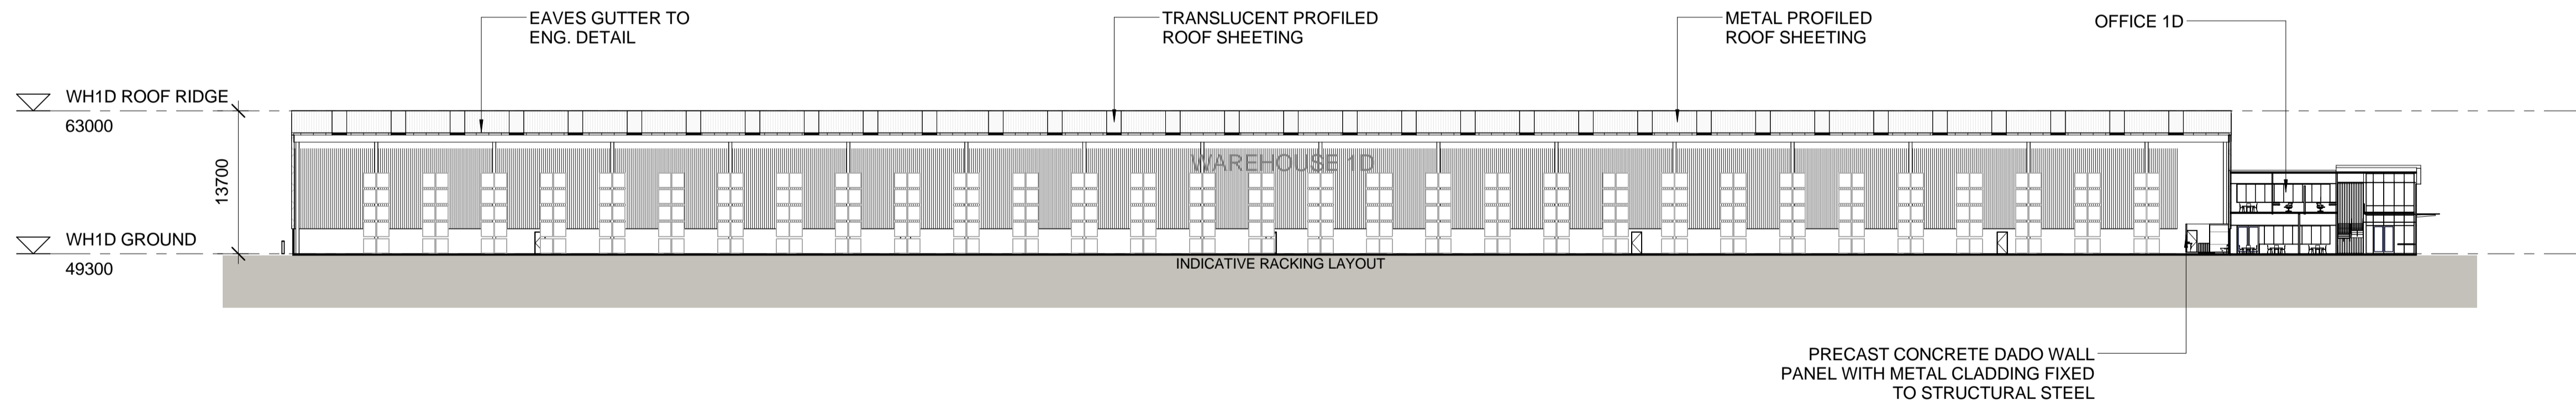 EAVES GUTTER TO
ENG. DETAIL
TRANSLUCENT PROFILED
ROOF SHEETING
METAL PROFILED
ROOF SHEETING
OFFICE 1D
WH1D ROOF RIDGE
63000
13700
WAREHOUSE 1D
WH1D GROUND
49300
INDICATIVE RACKING LAYOUT
PRECAST CONCRETE DADO WALL
PANEL WITH METAL CLADDING FIXED
TO STRUCTURAL STEEL